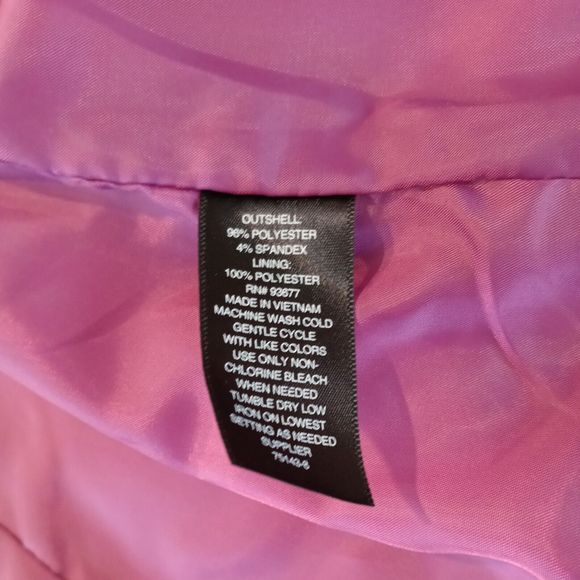 OUTSHELL:
96% POLYESTER
4% SPANDEX
LINING:
100% POLYESTER
RN# 93677
MADE IN VIETNAM
MACHINE WASH COLD
GENTLE CYCLE
WITH LIKE COLORS
USE ONLY NON-
CHLORINE BLEACH
WHEN NEEDED
TUMBLE DRY LOW
IRON ON LOWEST
SETTING AS NEEDED
SUPPLIER
75143-6